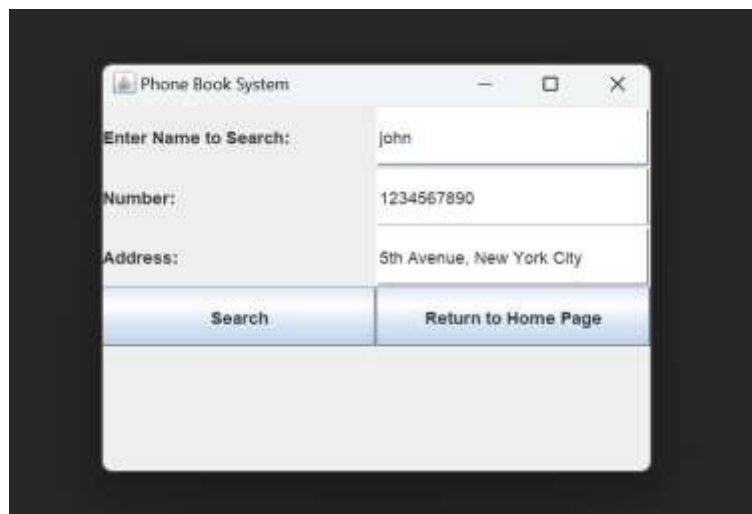 Phone Book System
Enter Name to Search: john
Number: 1234567890
Address: 5th Avenue, New York City
Search Return to Home Page